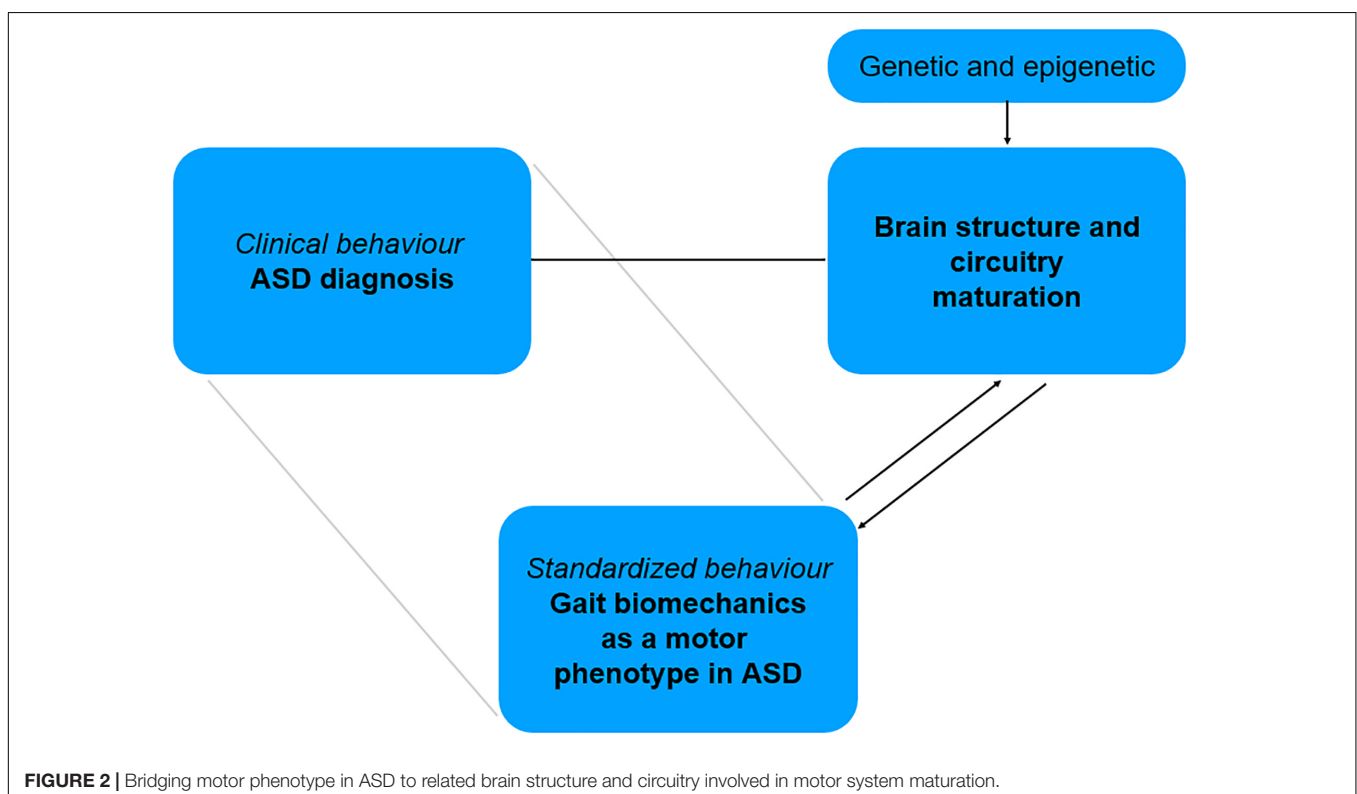 Genetic and epigenetic
Clinical behaviour
ASD diagnosis
Brain structure and
circuitry
maturation
Standardized behaviour
Gait biomechanics
as a motor
phenotype in ASD
FIGURE 2 | Bridging motor phenotype in ASD to related brain structure and circuitry involved in motor system maturation.